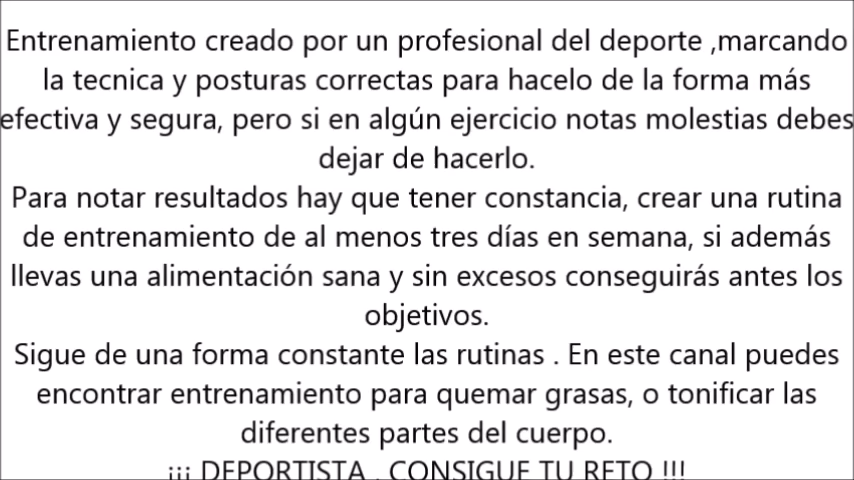 Entrenamiento creado por un profesional del deporte ,marcando
la tecnica y posturas correctas para hacelo de la forma más
efectiva y segura, pero si en algún ejercicio notas molestias debes
dejar de hacerlo.
Para notar resultados hay que tener constancia, crear una rutina
de entrenamiento de al menos tres días en semana, si además
llevas una alimentación sana y sin excesos conseguirás antes los
objetivos.
Sigue de una forma constante las rutinas . En este canal puedes
encontrar entrenamiento para quemar grasas, o tonificar las
diferentes partes del cuerpo.
¡¡¡ DEPORTISTA , CONSIGUE TU RETO !!!